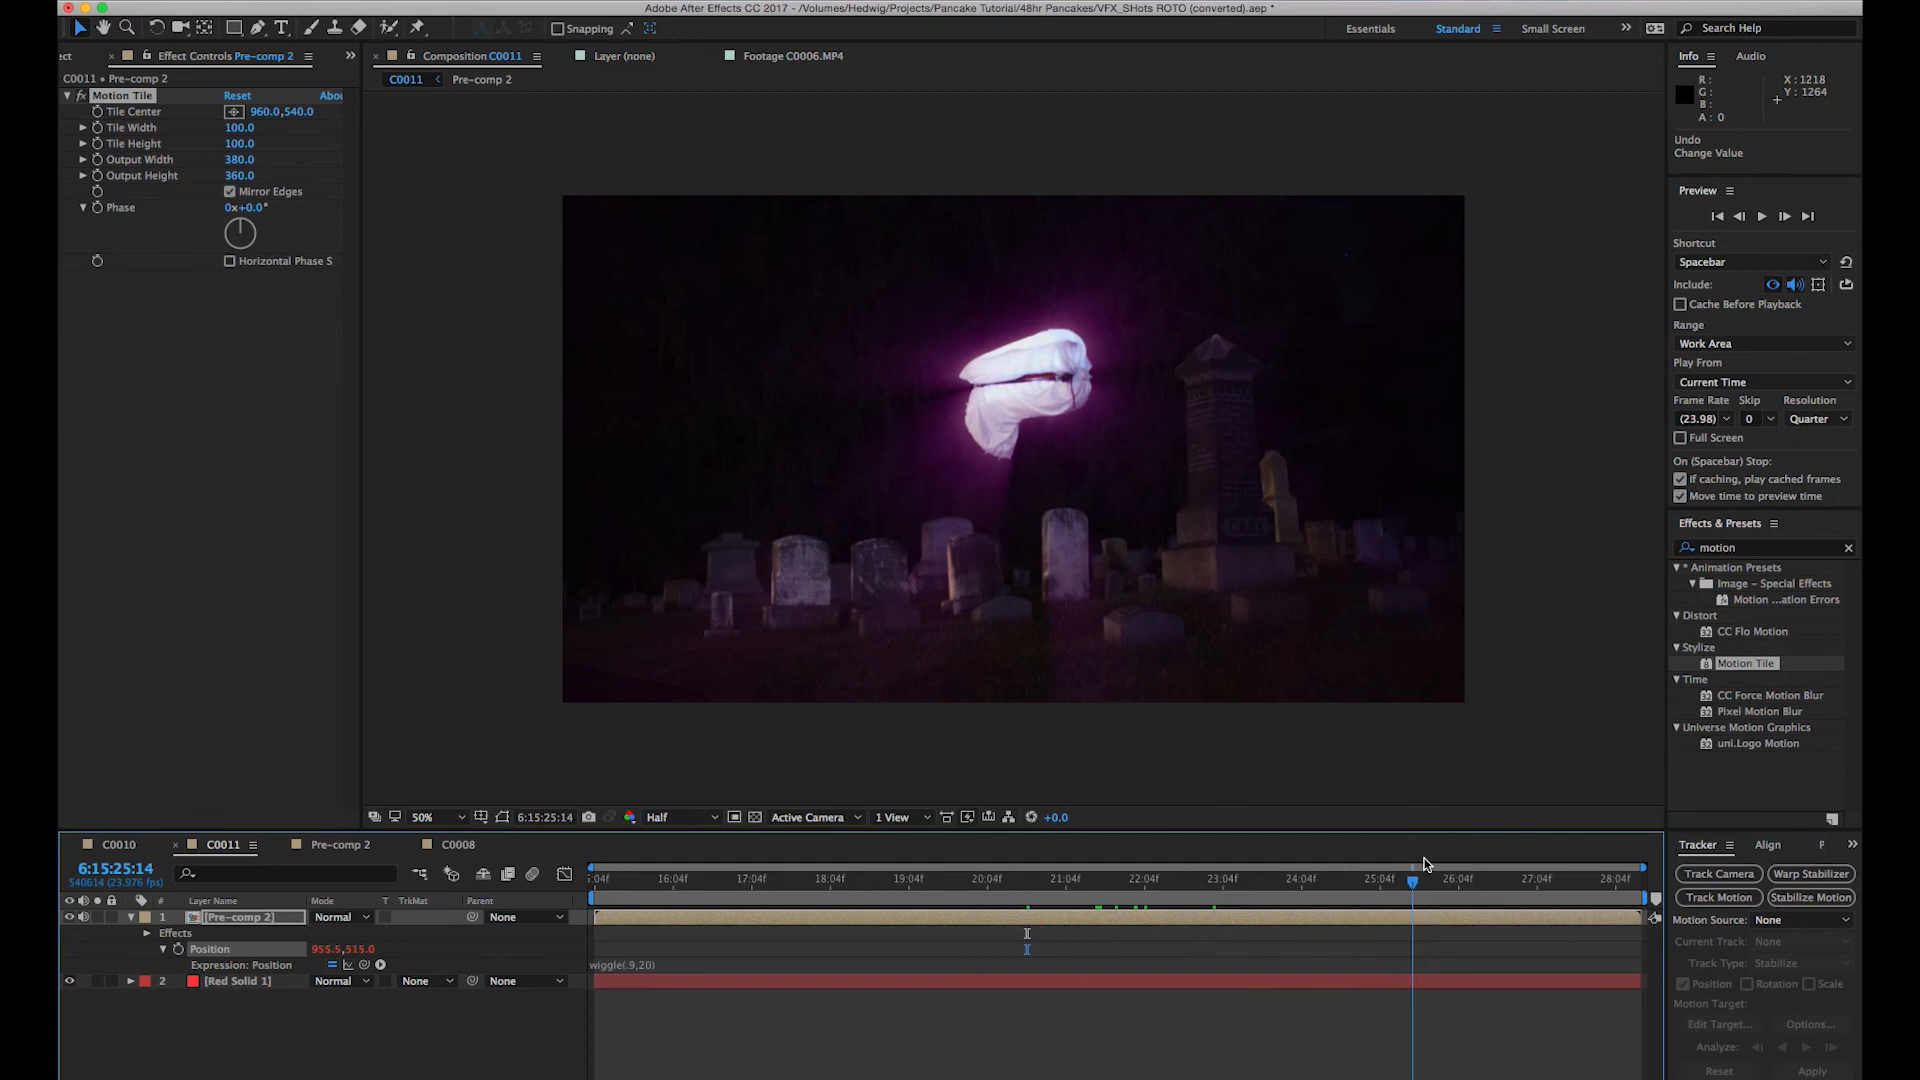 Adobe After Effects CC 2017 - /Volumes/Hedwig/Projects/Pancake Tutorial/48hr Pancakes/VFX_SHots ROTO (converted).aep *
Snapping
Essentials
Standard
Small Screen
Search Help
ect
Effect Controls Pre-comp 2
Composition C0011
Layer (none)
Footage C0006.MP4
Info
Audio
C0011 • Pre-comp 2
C0011
Pre-comp 2
R :
G :
B :
A : 0
X : 1218
Y : 1264
Undo
Change Value
fx Motion Tile Reset Abou
Tile Center 960.0,540.0
Tile Width 100.0
Tile Height 100.0
Output Width 380.0
Output Height 360.0
Mirror Edges
Phase 0x+0.0°
Horizontal Phase S
Preview
Shortcut
Spacebar
Include:
Cache Before Playback
Range
Work Area
Play From
Current Time
Frame Rate Skip Resolution
(23.98) 0 Quarter
Full Screen
On (Spacebar) Stop:
If caching, play cached frames
Move time to preview time
Effects & Presets
motion
* Animation Presets
Image – Special Effects
Motion ...ation Errors
Distort
CC Flo Motion
Stylize
Motion Tile
Time
CC Force Motion Blur
Pixel Motion Blur
Universe Motion Graphics
uni.Logo Motion
50% 6:15:25:14 Half Active Camera 1 View +0.0
C0010
C0011
Pre-comp 2
C0008
6:15:25:14
540614 (23.976 fps)
5:04f 16:04f 17:04f 18:04f 19:04f 20:04f 21:04f 22:04f 23:04f 24:04f 25:04f 26:04f 27:04f 28:04f
# Layer Name Mode T TrkMat Parent
1 [Pre-comp 2] Normal None
Effects
Position 955.5,515.0
Expression: Position wiggle(.9,20)
2 [Red Solid 1] Normal None None
Tracker
Align
P
Track Camera Warp Stabilizer
Track Motion Stabilize Motion
Motion Source: None
Current Track: None
Track Type: Stabilize
Position Rotation Scale
Motion Target:
Edit Target... Options...
Analyze:
Reset Apply